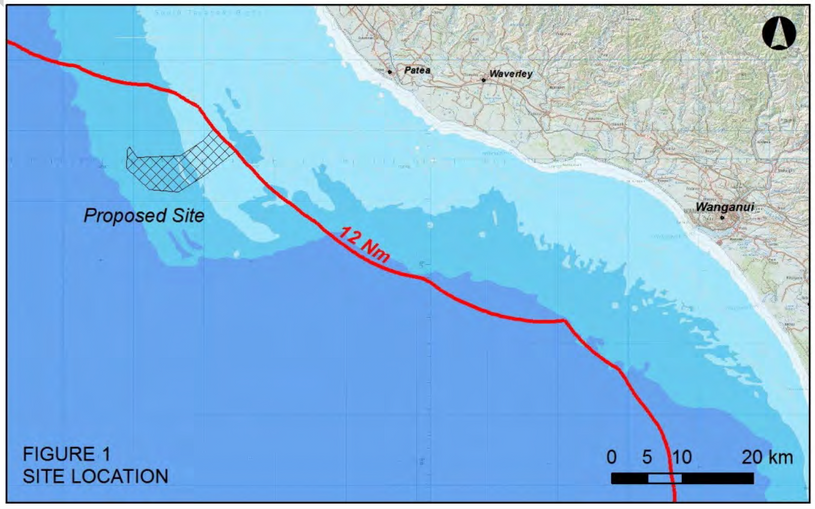 Patea
Waverley
Proposed Site
Wanganui
12 Nm
FIGURE 1
SITE LOCATION
0 5 10 20 km